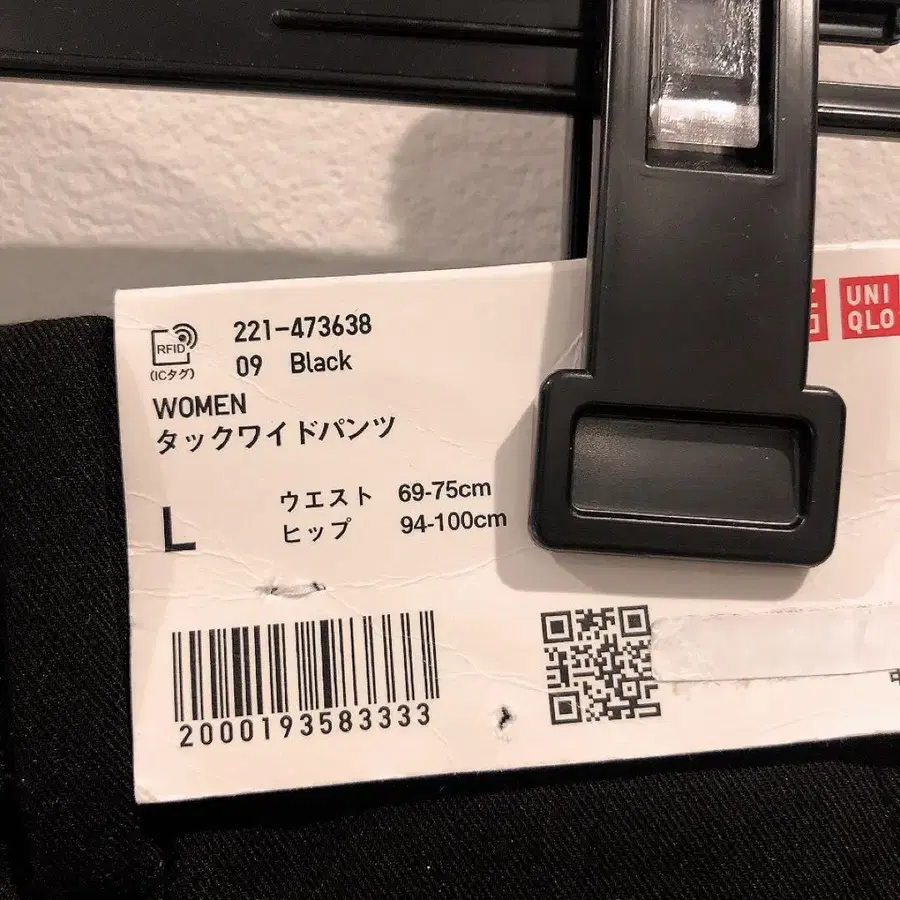 RFID
(ICタグ)
221-473638
09 Black
WOMEN
タックワイドパンツ
L
ウエスト 69-75cm
ヒップ 94-100cm
2000193583333
UNI
QLO